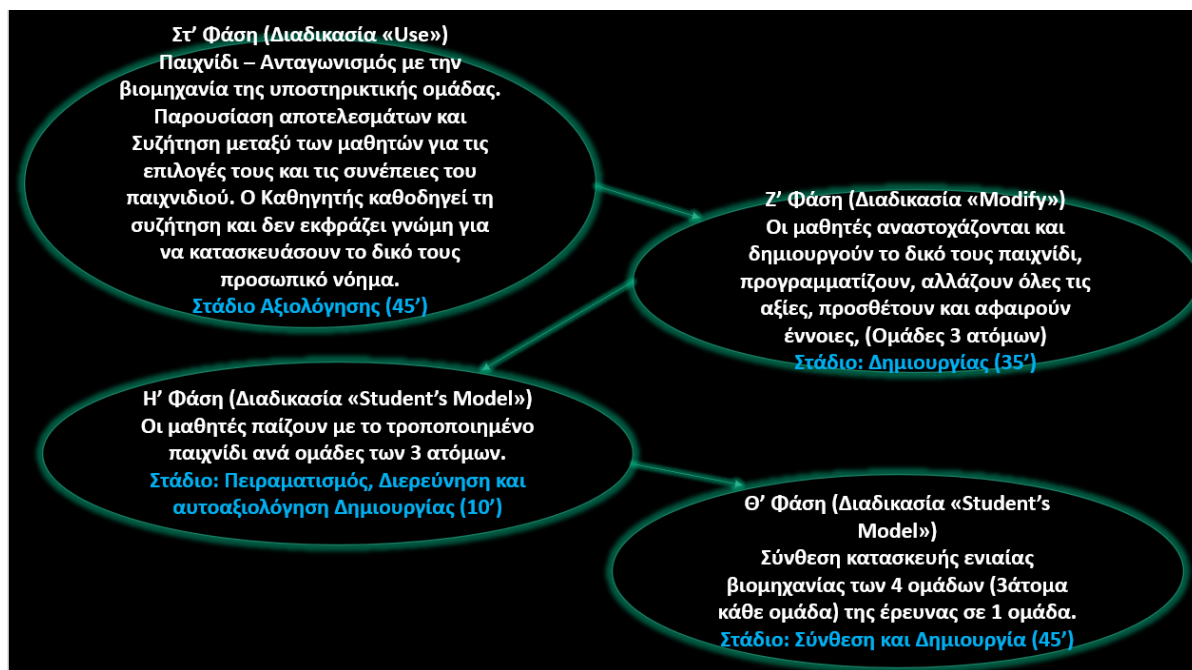 Στ’ Φάση (Διαδικασία «Use»)
Παιχνίδι – Ανταγωνισμός με την
βιομηχανία της υποστηρικτικής ομάδας.
Παρουσίαση αποτελεσμάτων και
Συζήτηση μεταξύ των μαθητών για τις
επιλογές τους και τις συνέπειες του
παιχνιδιού. Ο Καθηγητής καθοδηγεί τη
συζήτηση και δεν εκφράζει γνώμη για
να κατασκευάσουν το δικό τους
προσωπικό νόημα.
Στάδιο Αξιολόγησης (45’)
Ζ’ Φάση (Διαδικασία «Modify»)
Οι μαθητές αναστοχάζονται και
δημιουργούν το δικό τους παιχνίδι,
προγραμματίζουν, αλλάζουν όλες τις
αξίες, προσθέτουν και αφαιρούν
έννοιες, (Ομάδες 3 ατόμων)
Στάδιο: Δημιουργίας (35’)
Η’ Φάση (Διαδικασία «Student’s Model»)
Οι μαθητές παίζουν με το τροποποιημένο
παιχνίδι ανά ομάδες των 3 ατόμων.
Στάδιο: Πειραματισμός, Διερεύνηση και
αυτοαξιολόγηση Δημιουργίας (10’)
Θ’ Φάση (Διαδικασία «Student’s
Model»)
Σύνθεση κατασκευής ενιαίας
βιομηχανίας των 4 ομάδων (3άτομα
κάθε ομάδα) της έρευνας σε 1 ομάδα.
Στάδιο: Σύνθεση και Δημιουργία (45’)